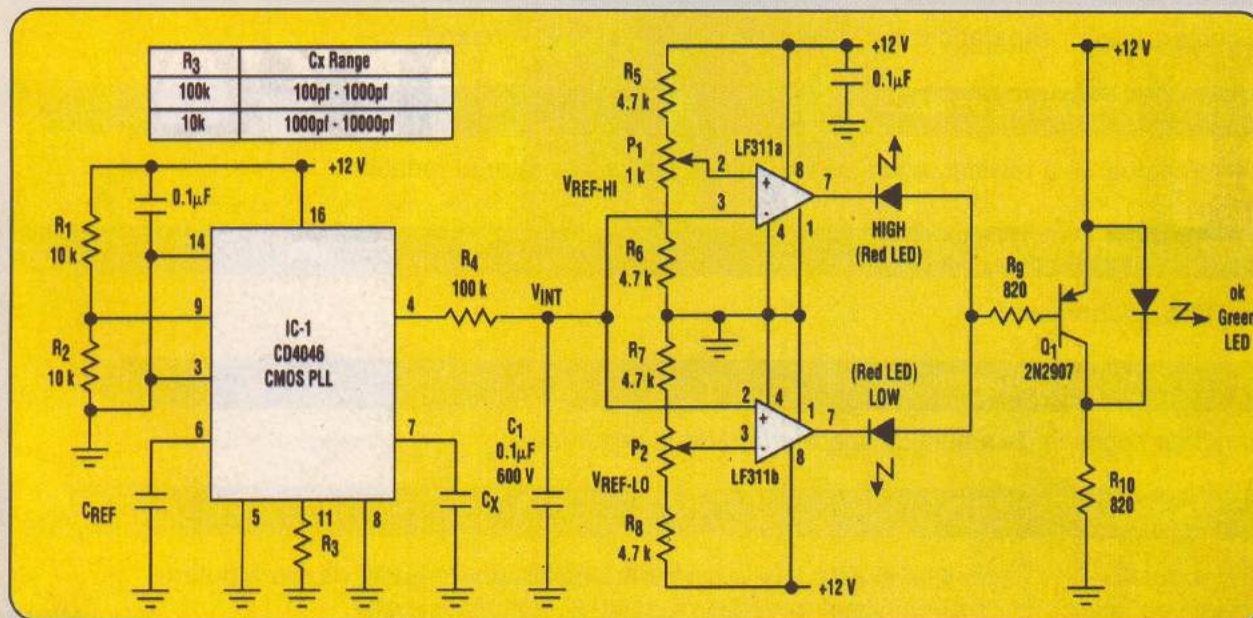 R3 Cx Range
100k 100pf - 1000pf
10k 1000pf - 10000pf
+12 V
0.1µF
R1
10 k
16
14
9
R2
10 k
3
IC-1
CD4046
CMOS PLL
4
R4
100 k
VINT
6
7
CREF
5
11
R3
8
CX
C1
0.1µF
600 V
R5
4.7 k
P1
1 k
VREF-HI
R6
4.7 k
R7
4.7 k
P2
VREF-LO
R8
4.7 k
+12 V
0.1µF
LF311a
2
+
3
-
8
7
4
1
HIGH
(Red LED)
2
+
3
-
4
1
7
8
LF311b
+12 V
(Red LED)
LOW
R9
820
Q1
2N2907
+12 V
ok
Green
LED
R10
820